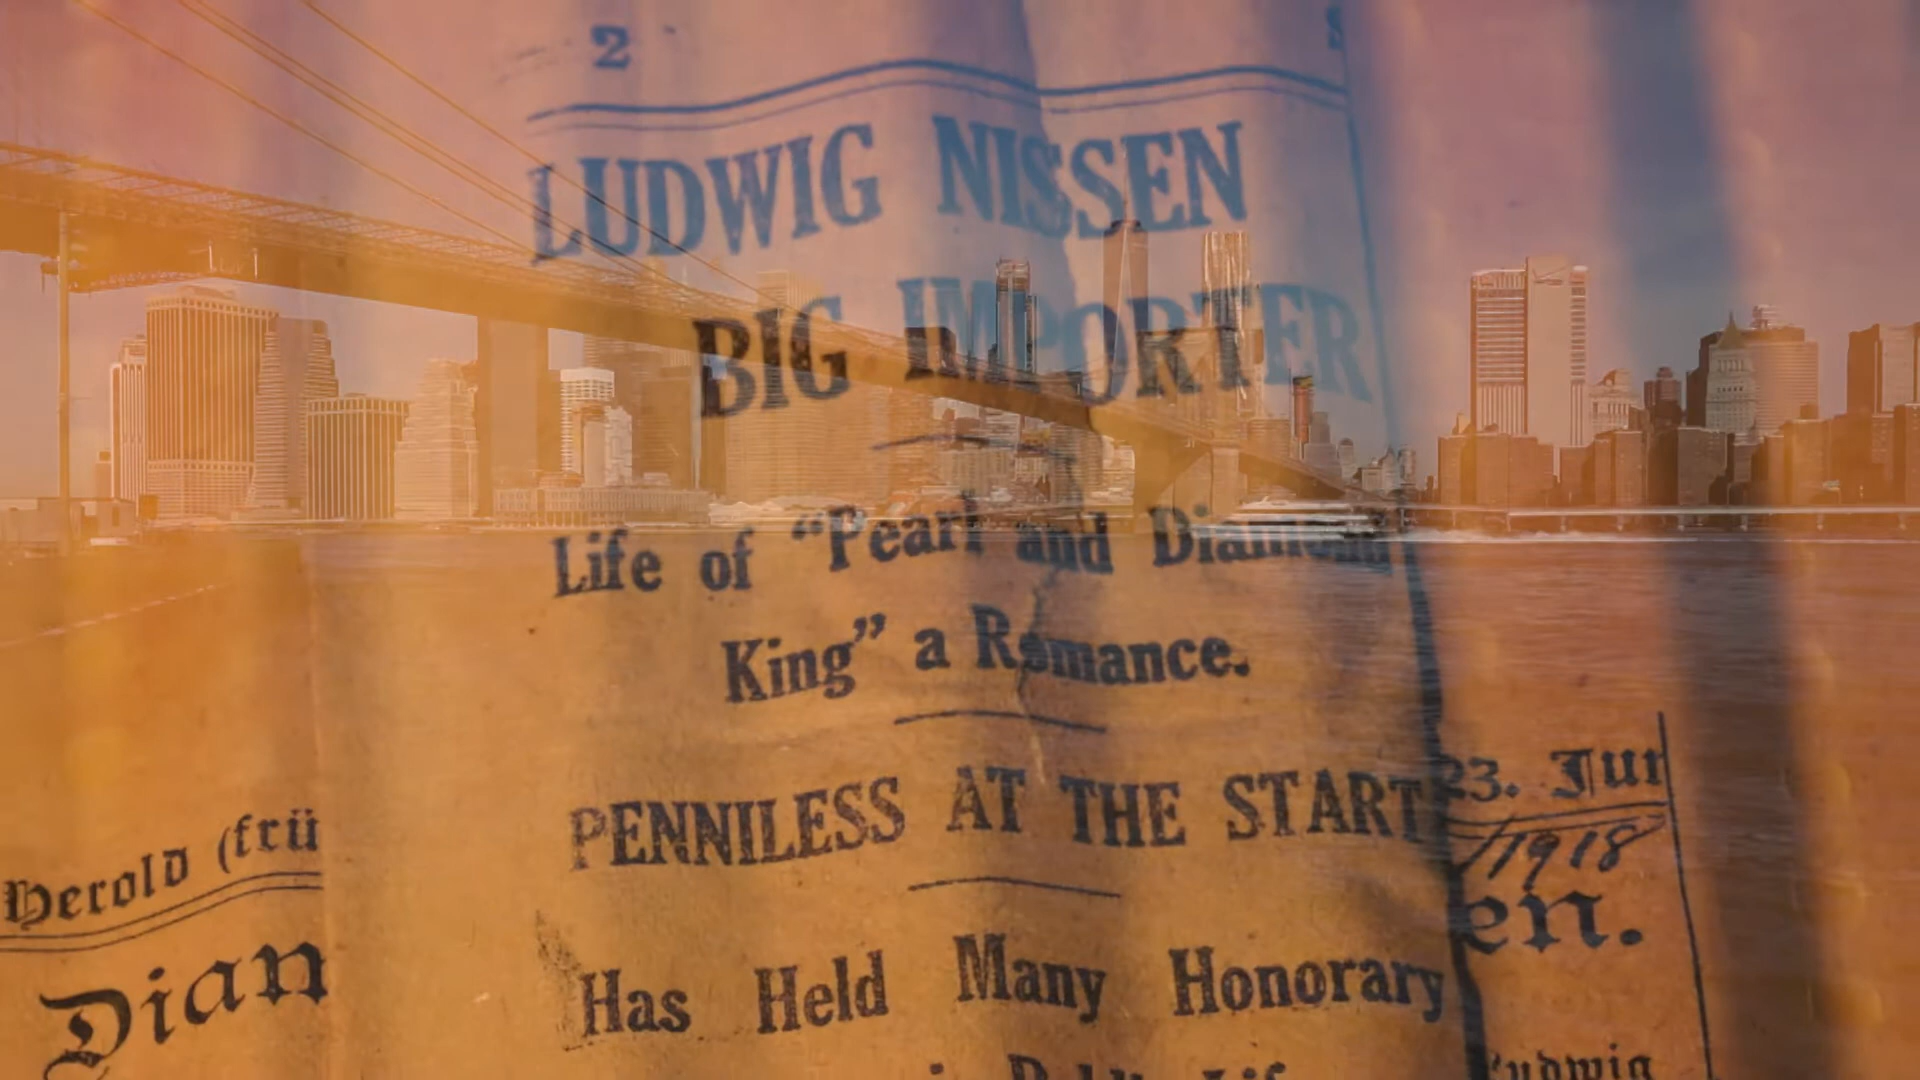 2
LUDWIG NISSEN
BIG IMPORTER
Life of “Pearl and Diamond
King” a Romance.
PENNILESS AT THE START
Has Held Many Honorary
Herold (frü
Dian
23.
1918
en.